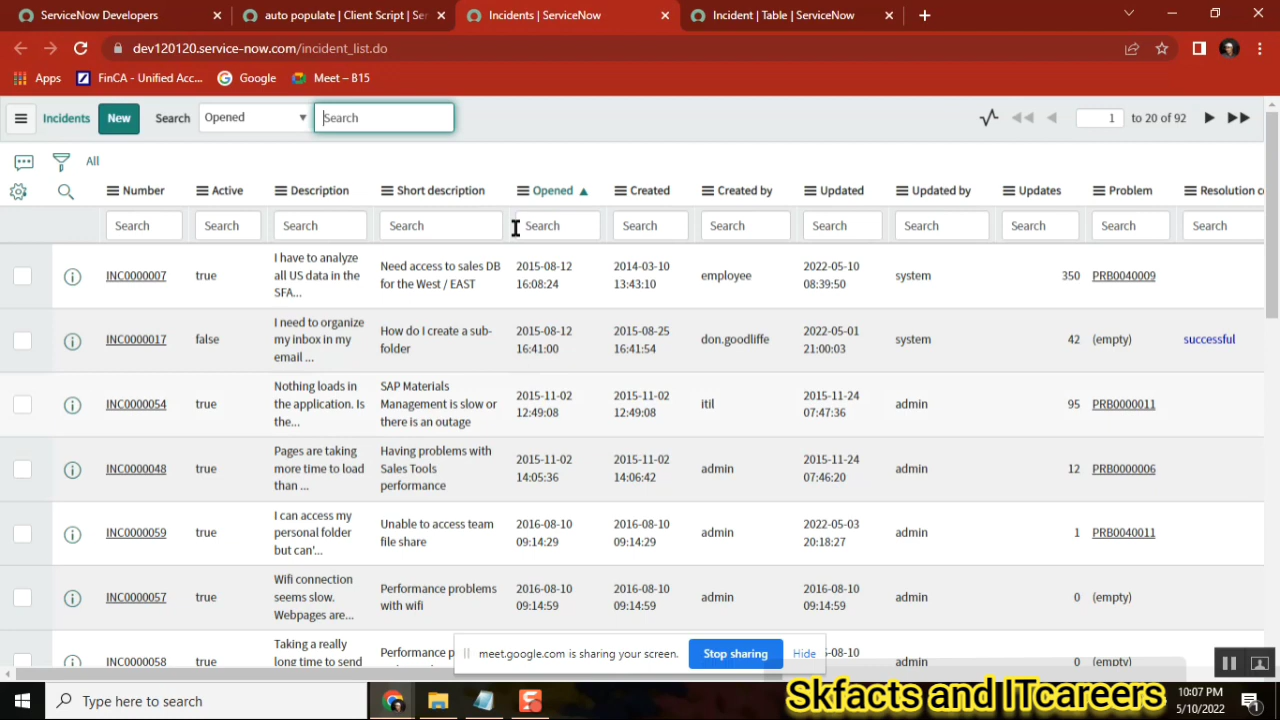 ServiceNow Developers
auto populate | Client Script | Se
Incidents | ServiceNow
Incident | Table | ServiceNow
dev120120.service-now.com/incident_list.do
Apps
FinCA - Unified Acc...
Google
Meet – B15
Incidents
New
Search
Opened
Search
1
to 20 of 92
All
Number Active Description Short description Opened Created Created by Updated Updated by Updates Problem Resolution co
Search Search Search Search Search Search Search Search Search Search Search Search
INC0000007 true
I have to analyze
all US data in the
SFA...
Need access to sales DB
for the West / EAST
2015-08-12
16:08:24
2014-03-10
13:43:10
employee
2022-05-10
08:39:50
system 350 PRB0040009
INC0000017 false
I need to organize
my inbox in my
email ...
How do I create a sub-
folder
2015-08-12
16:41:00
2015-08-25
16:41:54
don.goodliffe
2022-05-01
21:00:03
system 42 (empty) successful
INC0000054 true
Nothing loads in
the application. Is
the...
SAP Materials
Management is slow or
there is an outage
2015-11-02
12:49:08
2015-11-02
12:49:08
itil
2015-11-24
07:47:36
admin 95 PRB0000011
INC0000048 true
Pages are taking
more time to load
than ...
Having problems with
Sales Tools
performance
2015-11-02
14:05:36
2015-11-02
14:06:42
admin
2015-11-24
07:46:20
admin 12 PRB0000006
INC0000059 true
I can access my
personal folder
but can'...
Unable to access team
file share
2016-08-10
09:14:29
2016-08-10
09:14:29
admin
2022-05-03
20:18:27
admin 1 PRB0040011
INC0000057 true
Wifi connection
seems slow.
Webpages are...
Performance problems
with wifi
2016-08-10
09:14:59
2016-08-10
09:14:59
admin
2016-08-10
09:14:59
admin 0 (empty)
INC0000058 true
Taking a really
long time to send
Performance p
-08-10
admin 0 (empty)
meet.google.com is sharing your screen.
Stop sharing
Hide
Type here to search
10:07 PM
5/10/2022
1
Skfacts and ITcareers